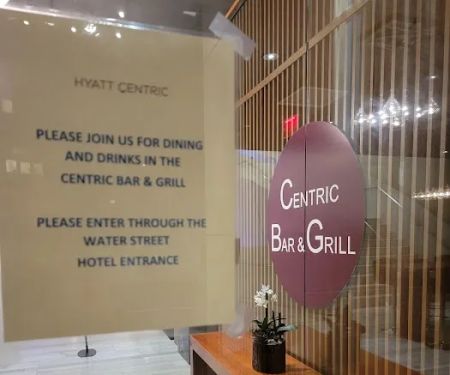 HYATT CENTRIC
PLEASE JOIN US FOR DINING
AND DRINKS IN THE
CENTRIC BAR & GRILL
PLEASE ENTER THROUGH THE
WATER STREET
HOTEL ENTRANCE
CENTRIC
BAR & GRILL